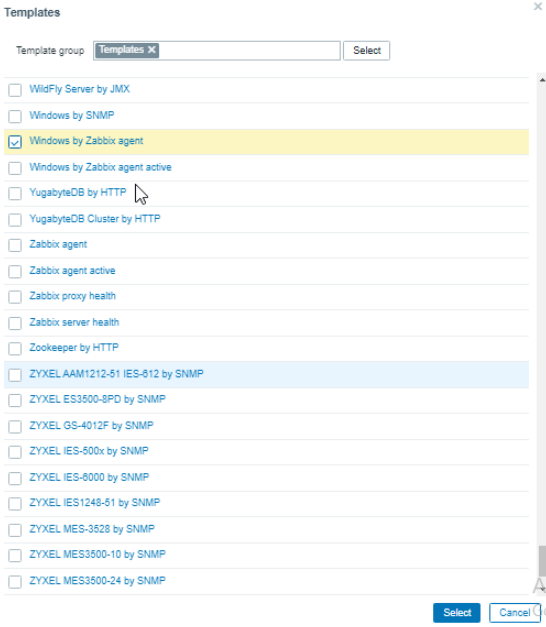 Templates
Template group Templates Select
WildFly Server by JMX
Windows by SNMP
Windows by Zabbix agent
Windows by Zabbix agent active
YugabyteDB by HTTP
YugabyteDB Cluster by HTTP
Zabbix agent
Zabbix agent active
Zabbix proxy health
Zabbix server health
Zookeeper by HTTP
ZYXEL AAM1212-51 IES-612 by SNMP
ZYXEL ES3500-8PD by SNMP
ZYXEL GS-4012F by SNMP
ZYXEL IES-500x by SNMP
ZYXEL IES-6000 by SNMP
ZYXEL IES1248-51 by SNMP
ZYXEL MES-3528 by SNMP
ZYXEL MES3500-10 by SNMP
ZYXEL MES3500-24 by SNMP
Select Cancel